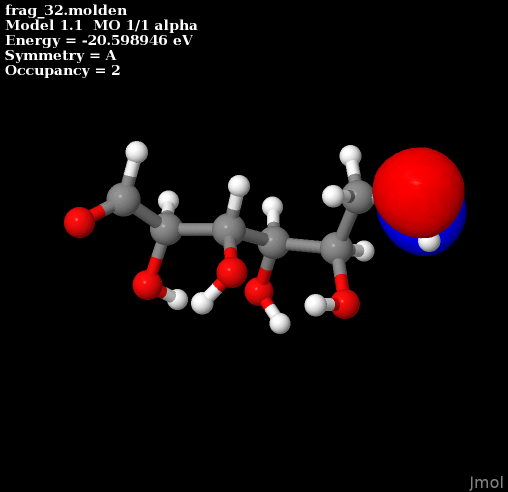 frag_32.molden
Model 1.1  MO 1/1 alpha
Energy = -20.598946 eV
Symmetry = A
Occupancy = 2
Jmol